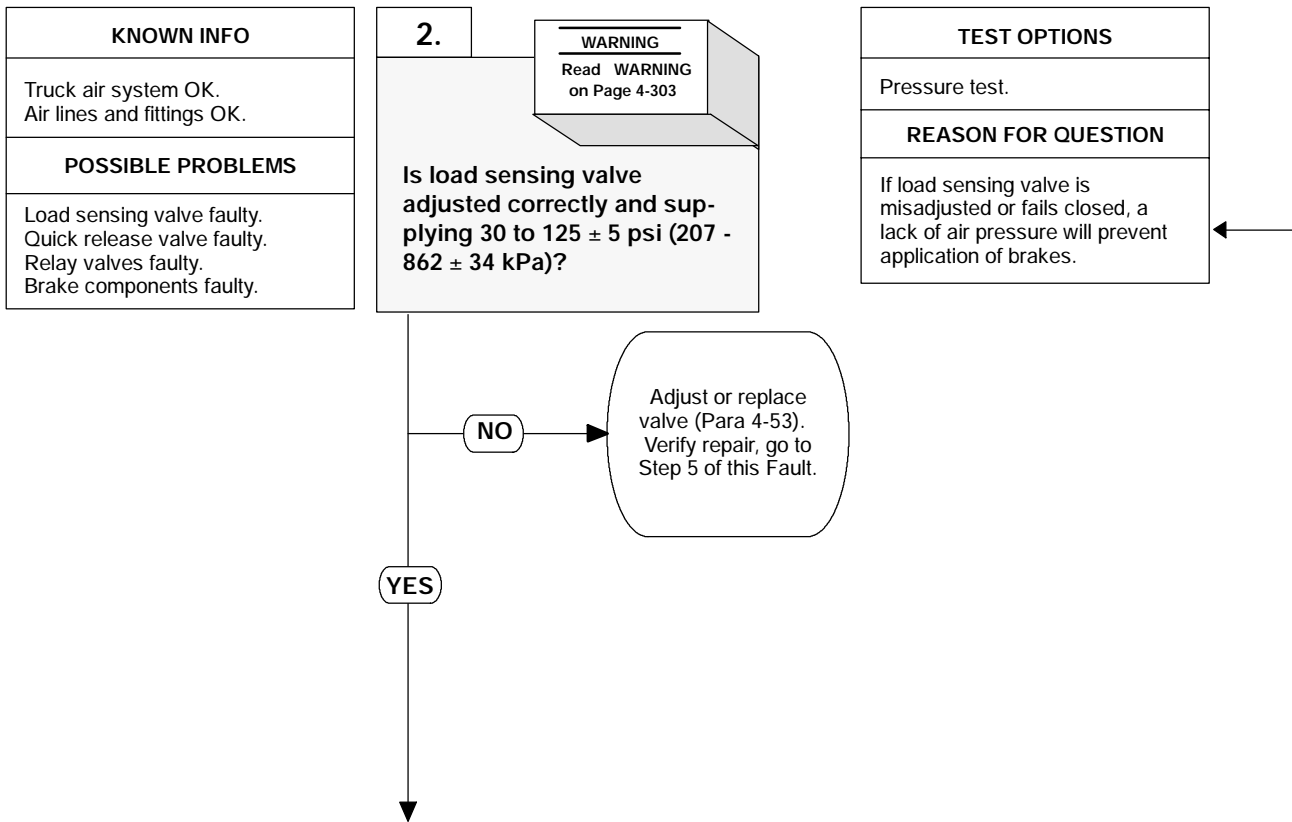 KNOWN INFO
Truck air system OK.
Air lines and fittings OK.
POSSIBLE PROBLEMS
Load sensing valve faulty.
Quick release valve faulty.
Relay valves faulty.
Brake components faulty.
2.
WARNING
Read WARNING
on Page 4-303
Is load sensing valve
adjusted correctly and sup-
plying 30 to 125 ± 5 psi (207 -
862 ± 34 kPa)?
TEST OPTIONS
Pressure test.
REASON FOR QUESTION
If load sensing valve is
misadjusted or fails closed, a
lack of air pressure will prevent
application of brakes.
NO
Adjust or replace
valve (Para 4-53).
Verify repair, go to
Step 5 of this Fault.
YES